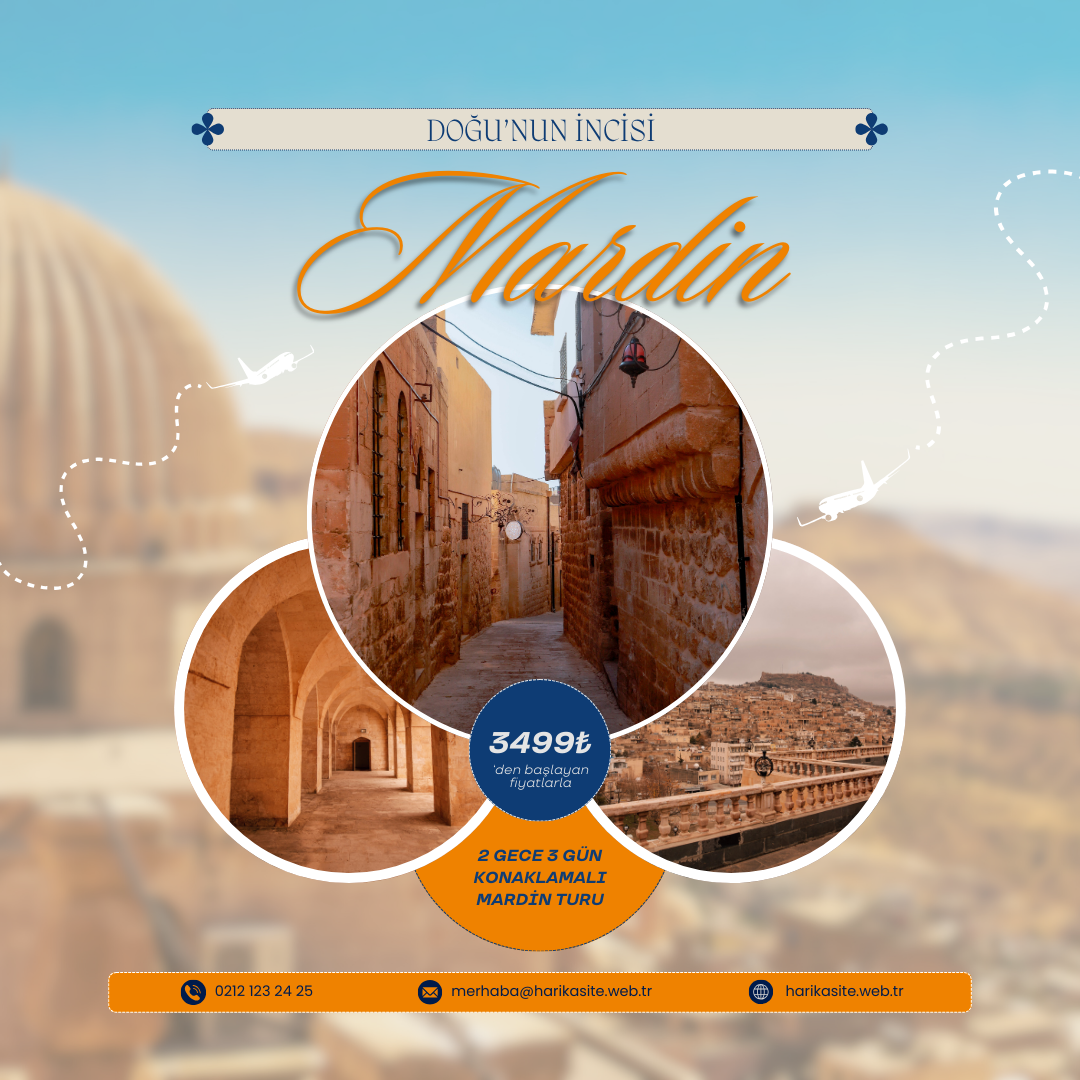 DOĞU'NUN İNCİSİ
Mardin
3499₺
'den başlayan
fiyatlarla
2 GECE 3 GÜN
KONAKLAMALI
MARDİN TURU
0212 123 24 25
merhaba@harikasite.web.tr
harikasite.web.tr